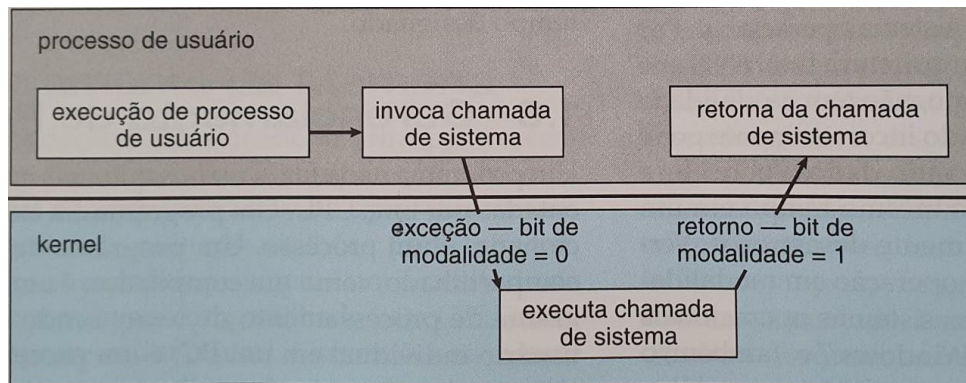 processo de usuário
execução de processo
de usuário
invoca chamada
de sistema
retorna da chamada
de sistema
kernel
exceção — bit de
modalidade = 0
retorno — bit de
modalidade = 1
executa chamada
de sistema